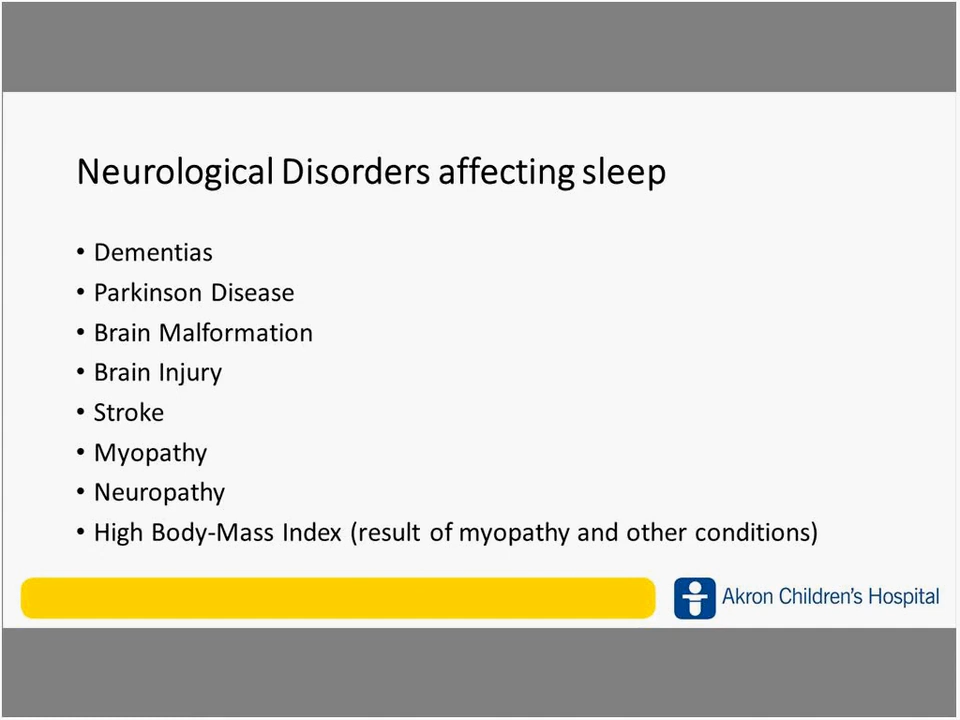 Neurological Disorders affecting sleep
• Dementias
• Parkinson Disease
• Brain Malformation
• Brain Injury
• Stroke
• Myopathy
• Neuropathy
• High Body-Mass Index (result of myopathy and other conditions)
Akron Children's Hospital